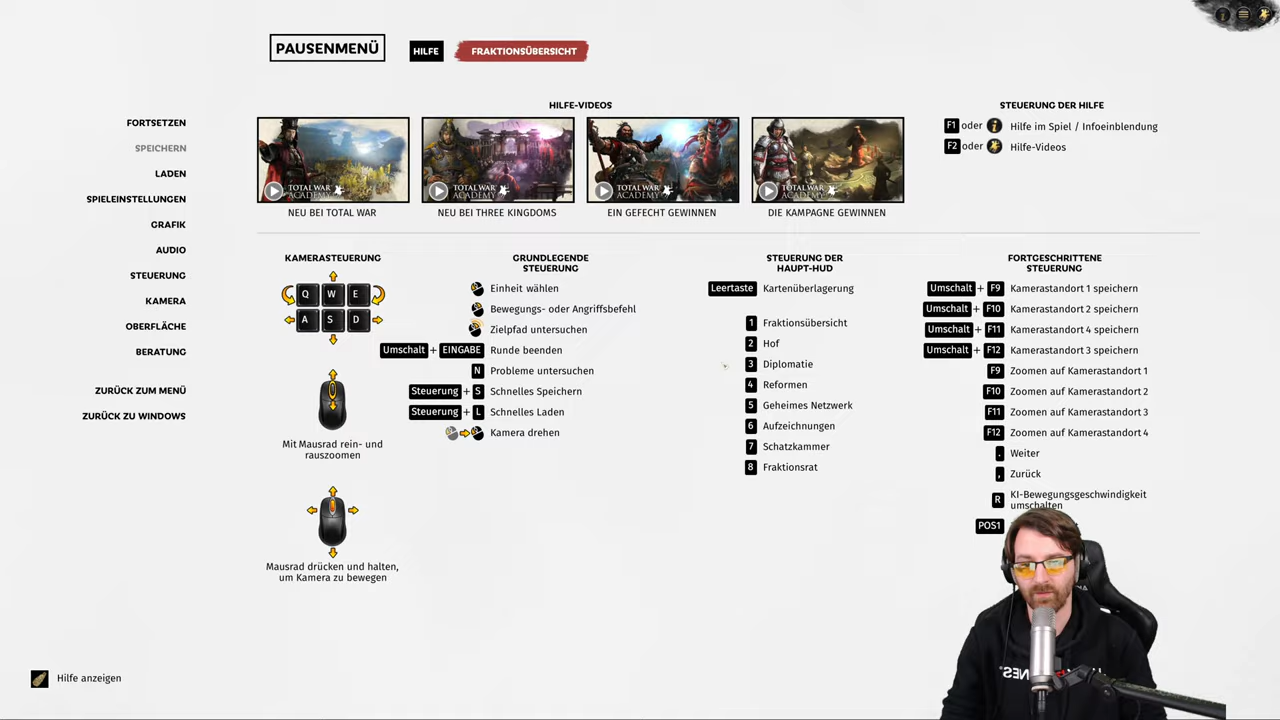 PAUSENMENÜ
HILFE
FRAKTIONSÜBERSICHT
FORTSETZEN
SPEICHERN
LADEN
SPIELEINSTELLUNGEN
GRAFIK
AUDIO
STEUERUNG
KAMERA
OBERFLÄCHE
BERATUNG
ZURÜCK ZUM MENÜ
ZURÜCK ZU WINDOWS
HILFE-VIDEOS
TOTAL WAR
ACADEMY
NEU BEI TOTAL WAR
TOTAL WAR
ACADEMY
NEU BEI THREE KINGDOMS
TOTAL WAR
ACADEMY
EIN GEFECHT GEWINNEN
TOTAL WAR
ACADEMY
DIE KAMPAGNE GEWINNEN
STEUERUNG DER HILFE
F1 oder Hilfe im Spiel / Infoeinblendung
F2 oder Hilfe-Videos
KAMERASTEUERUNG
Q W E
A S D
Mit Mausrad rein- und
rauszoomen
Mausrad drücken und halten,
um Kamera zu bewegen
GRUNDLEGENDE
STEUERUNG
Einheit wählen
Bewegungs- oder Angriffsbefehl
Zielpfad untersuchen
Umschalt + EINGABE Runde beenden
N Probleme untersuchen
Steuerung + S Schnelles Speichern
Steuerung + L Schnelles Laden
Kamera drehen
STEUERUNG DER
HAUPT-HUD
Leertaste Kartenüberlagerung
1 Fraktionsübersicht
2 Hof
3 Diplomatie
4 Reformen
5 Geheimes Netzwerk
6 Aufzeichnungen
7 Schatzkammer
8 Fraktionsrat
FORTGESCHRITTENE
STEUERUNG
Umschalt + F9 Kamerastandort 1 speichern
Umschalt + F10 Kamerastandort 2 speichern
Umschalt + F11 Kamerastandort 4 speichern
Umschalt + F12 Kamerastandort 3 speichern
F9 Zoomen auf Kamerastandort 1
F10 Zoomen auf Kamerastandort 2
F11 Zoomen auf Kamerastandort 3
F12 Zoomen auf Kamerastandort 4
. Weiter
, Zurück
R KI-Bewegungsgeschwindigkeit
umschalten
POS1
Hilfe anzeigen